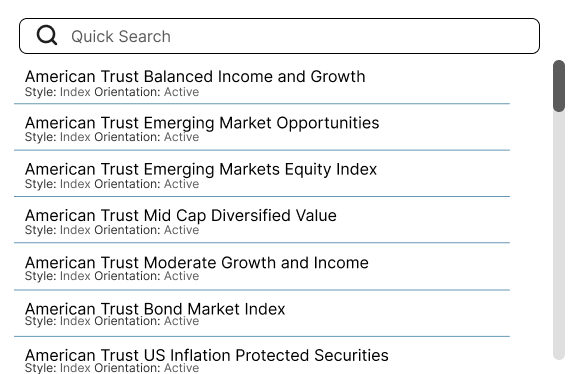 Quick Search
American Trust Balanced Income and Growth
Style: Index Orientation: Active
American Trust Emerging Market Opportunities
Style: Index Orientation: Active
American Trust Emerging Markets Equity Index
Style: Index Orientation: Active
American Trust Mid Cap Diversified Value
Style: Index Orientation: Active
American Trust Moderate Growth and Income
Style: Index Orientation: Active
American Trust Bond Market Index
Style: Index Orientation: Active
American Trust US Inflation Protected Securities
Style: Index Orientation: Active